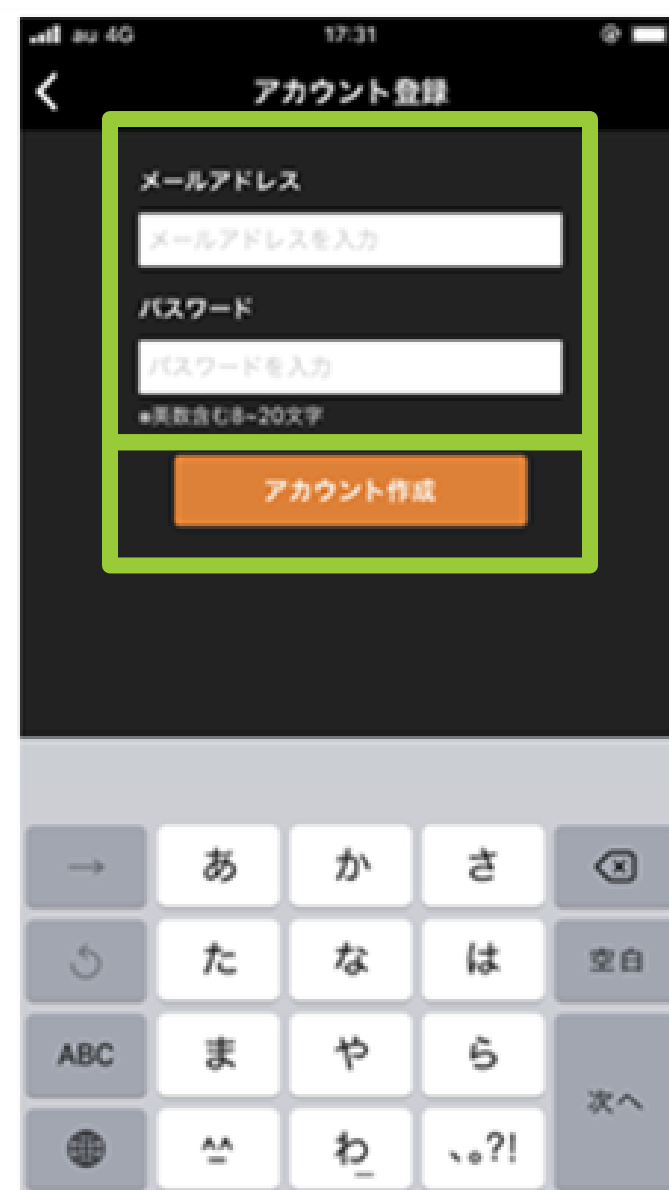 au 4G 17:31
アカウント登録
メールアドレス
メールアドレスを入力
パスワード
パスワードを入力
※英数含む8~20文字
アカウント作成
→ あ か さ
た な は 空白
ABC ま や ら
次へ
^^ わ_ 、。?!